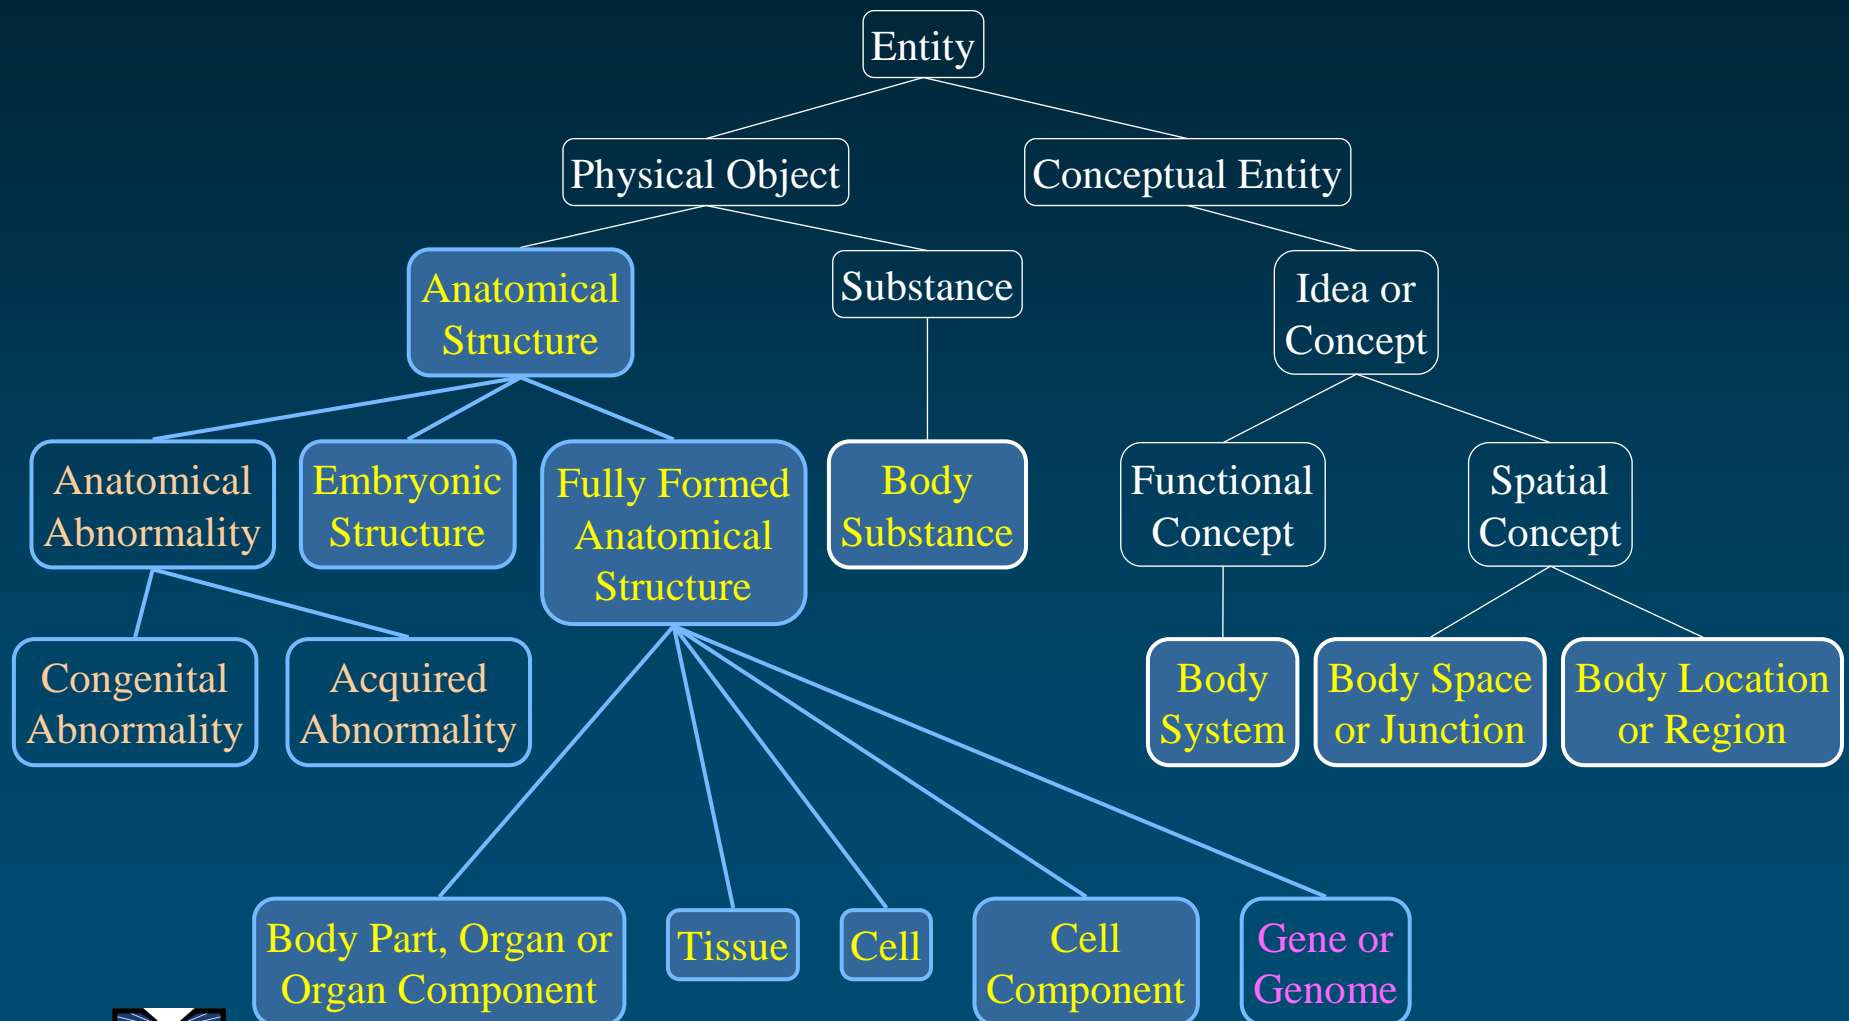 Entity
Physical Object
Conceptual Entity
Anatomical
Structure
Substance
Idea or
Concept
Anatomical
Abnormality
Embryonic
Structure
Fully Formed
Anatomical
Structure
Body
Substance
Functional
Concept
Spatial
Concept
Congenital
Abnormality
Acquired
Abnormality
Body
System
Body Space
or Junction
Body Location
or Region
Body Part, Organ or
Organ Component
Tissue
Cell
Cell
Component
Gene or
Genome